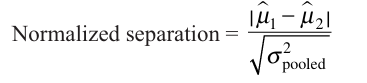 Normalized separation = |μ̂₁ − μ̂₂| / √σ²pooled